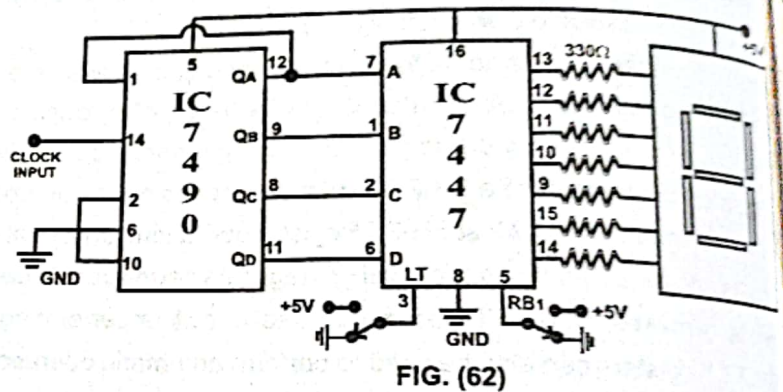 5
16
1
12
QA
7
A
13
330Ω
IC
7
4
9
0
IC
7
4
4
7
12
14
QB
9
1
B
11
CLOCK
INPUT
10
2
QC
8
2
C
9
6
15
10
QD
11
6
D
14
GND
LT
8
5
3
RB1
+5V
+5V
GND
FIG. (62)